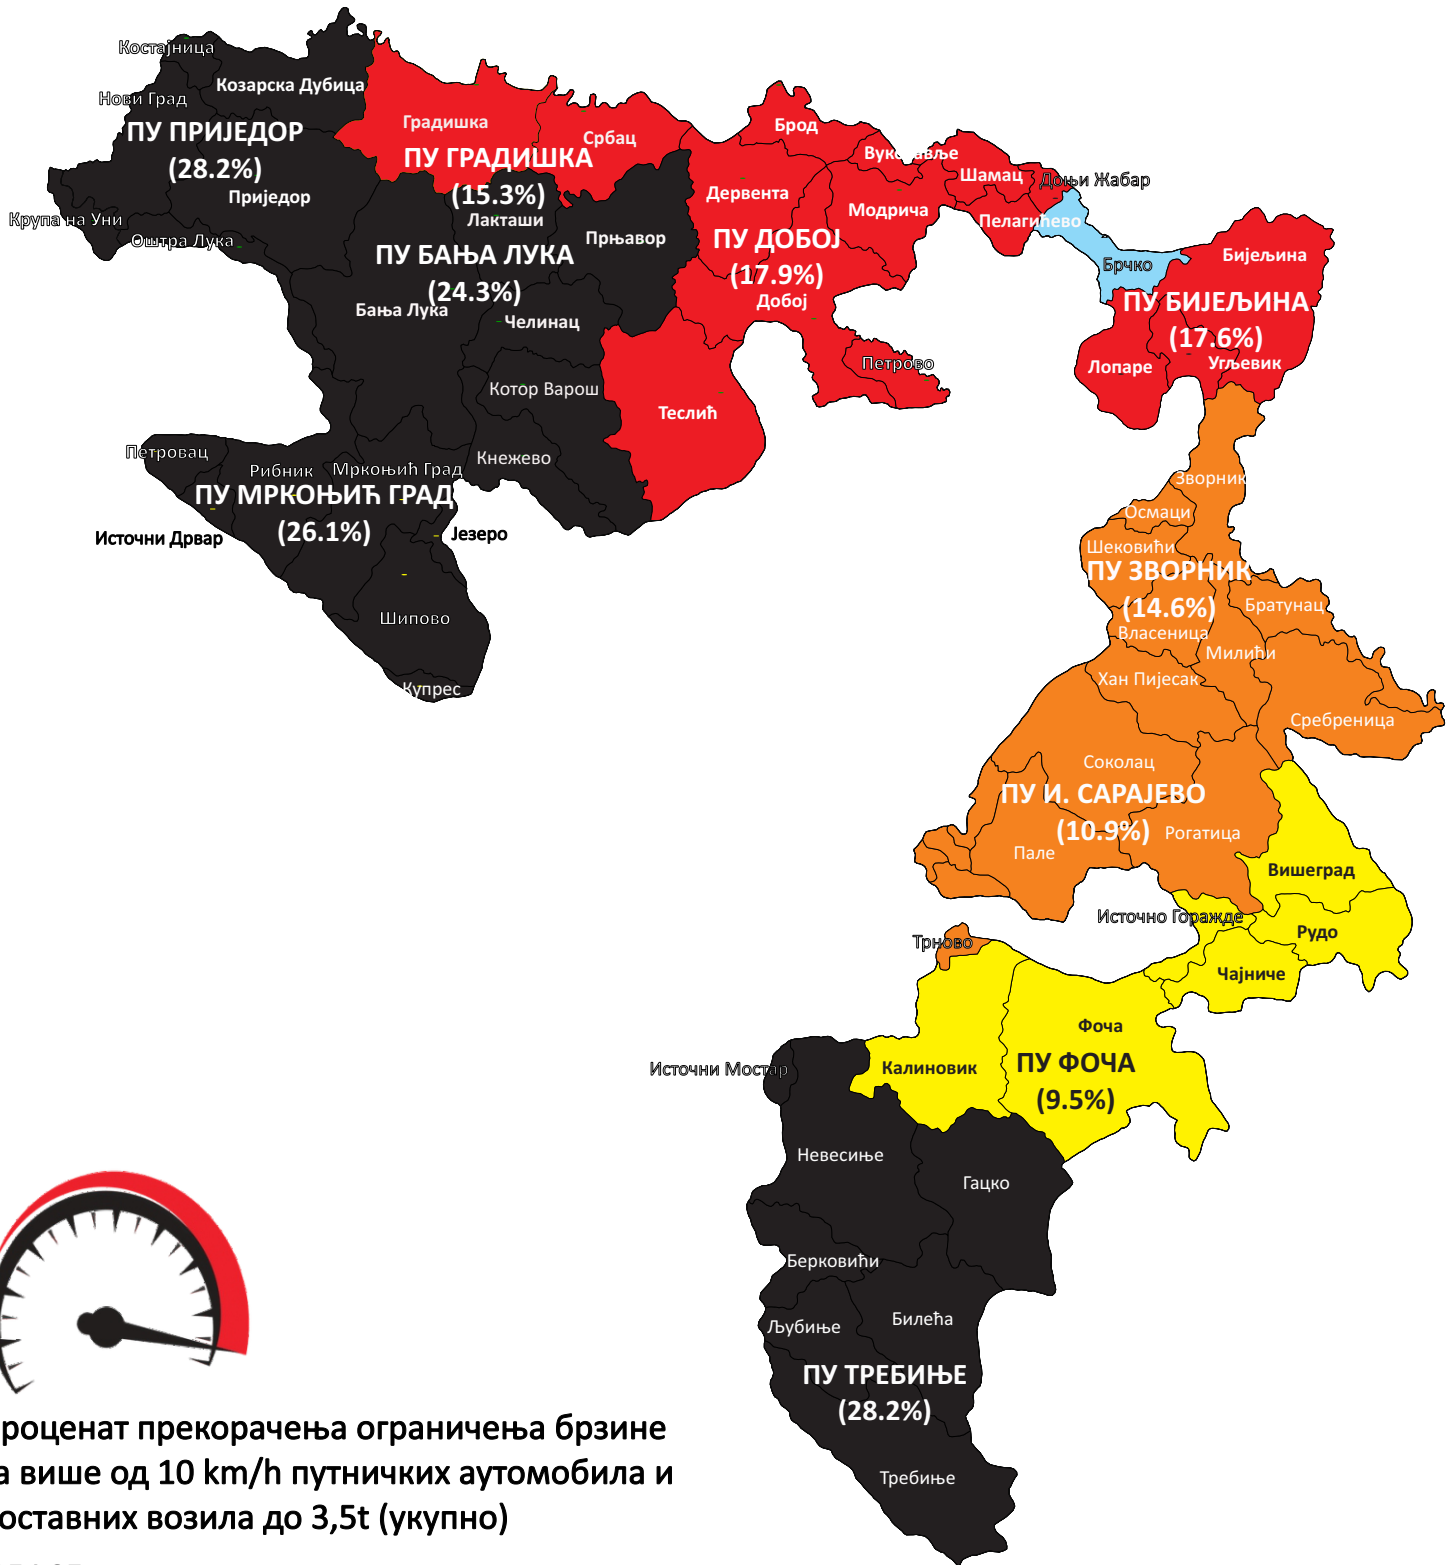 Костајница
Козарска Дубица
Нови Град
ПУ ПРИЈЕДОР
(28.2%)
Приједор
Крупа на Уни
Оштра Лука
Градишка
Србац
ПУ ГРАДИШКА
(15.3%)
Лакташи
Прњавор
ПУ БАЊА ЛУКА
(24.3%)
Бања Лука
Челинац
Котор Варош
Кнежево
Брод
Вукосавље
Шамац
Доњи Жабар
Дервента
Модрича
Пелагићево
ПУ ДОБОЈ
(17.9%)
Добој
Петрово
Теслић
Брчко
Бијељина
ПУ БИЈЕЉИНА
(17.6%)
Лопаре
Угљевик
Петровац
Рибник
Мркоњић Град
ПУ МРКОЊИЋ ГРАД
(26.1%)
Источни Дрвар
Језеро
Шипово
Купрес
Зворник
Осмаци
Шековићи
ПУ ЗВОРНИК
(14.6%)
Братунац
Власеница
Милићи
Хан Пијесак
Сребреница
Соколац
ПУ И. САРАЈЕВО
(10.9%)
Рогатица
Пале
Вишеград
Источно Горажде
Рудо
Трново
Чајниче
Фоча
Калиновик
ПУ ФОЧА
(9.5%)
Источни Мостар
Невесиње
Гацко
Берковићи
Билећа
Љубиње
ПУ ТРЕБИЊЕ
(28.2%)
Требиње
роценат прекорачења ограничења брзине
а више од 10 km/h путничких аутомобила и
оставних возила до 3,5t (укупно)